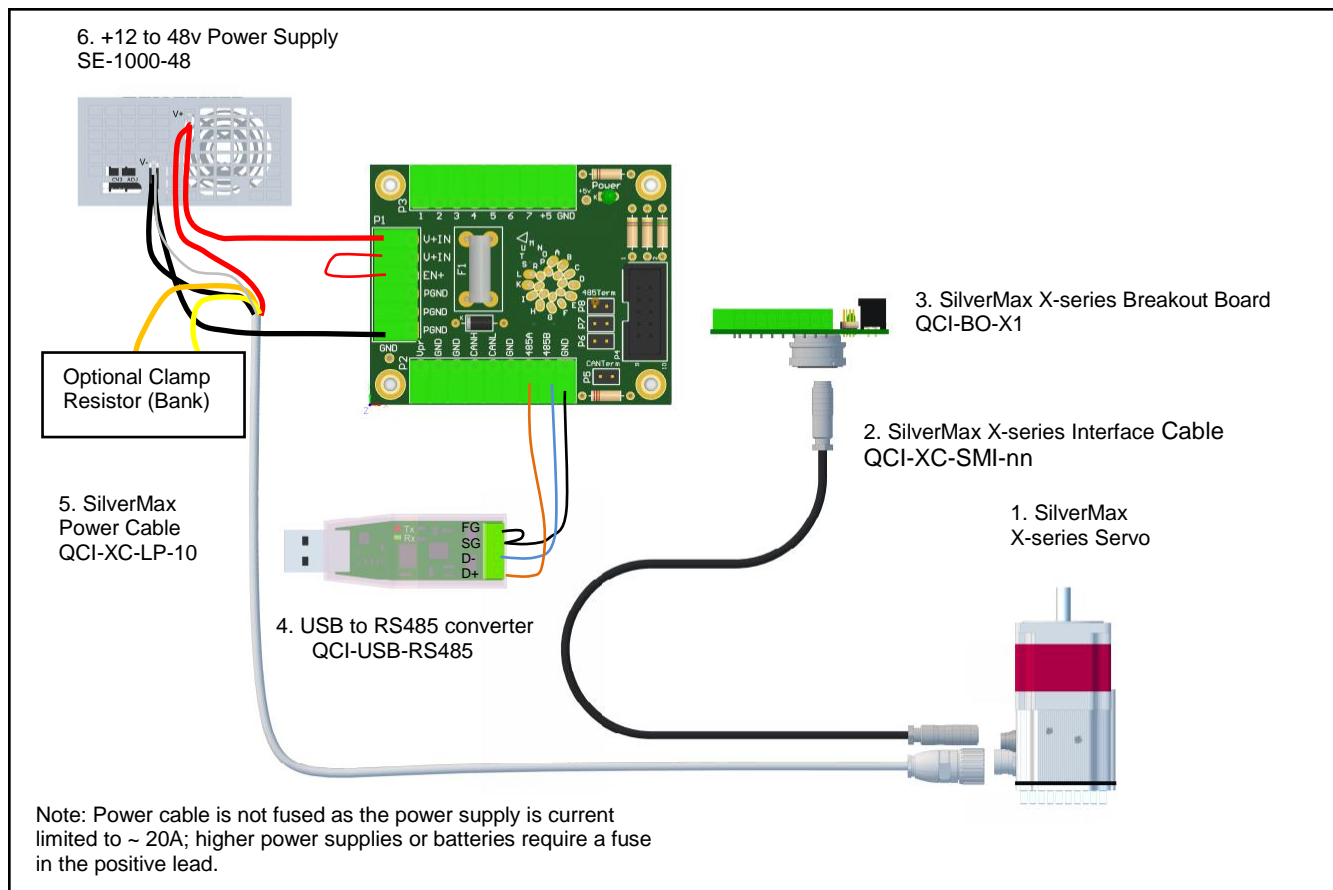 6. +12 to 48v Power Supply
SE-1000-48
V+
V-
P3
1 2 3 4 5 6 7 +5 GND
+5v
Power
K
P1
V+IN
V+IN
EN+
PGND
PGND
PGND
GND
F1
K
485Term
P8
P7
P6
P4
CANTerm
P5
P2
Vpr GND GND CANH CANL GND 485A 485B GND
Z
3. SilverMax X-series Breakout Board
QCI-BO-X1
Optional Clamp
Resistor (Bank)
2. SilverMax X-series Interface Cable
QCI-XC-SMI-nn
5. SilverMax
Power Cable
QCI-XC-LP-10
Tx
Rx
FG
SG
D-
D+
1. SilverMax
X-series Servo
4. USB to RS485 converter
QCI-USB-RS485
Note: Power cable is not fused as the power supply is current
limited to ~ 20A; higher power supplies or batteries require a fuse
in the positive lead.